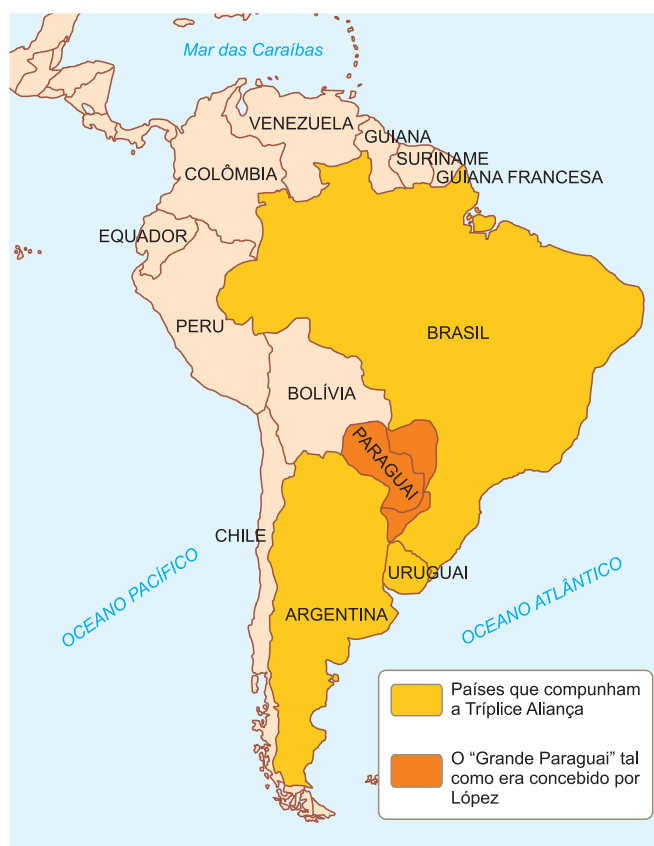 Mar das Caraíbas
VENEZUELA
GUIANA
SURINAME
GUIANA FRANCESA
COLÔMBIA
EQUADOR
PERU
BRASIL
BOLÍVIA
PARAGUAI
CHILE
URUGUAI
ARGENTINA
OCEANO PACÍFICO
OCEANO ATLÂNTICO
Países que compunham
a Tríplice Aliança
O “Grande Paraguai” tal
como era concebido por
López